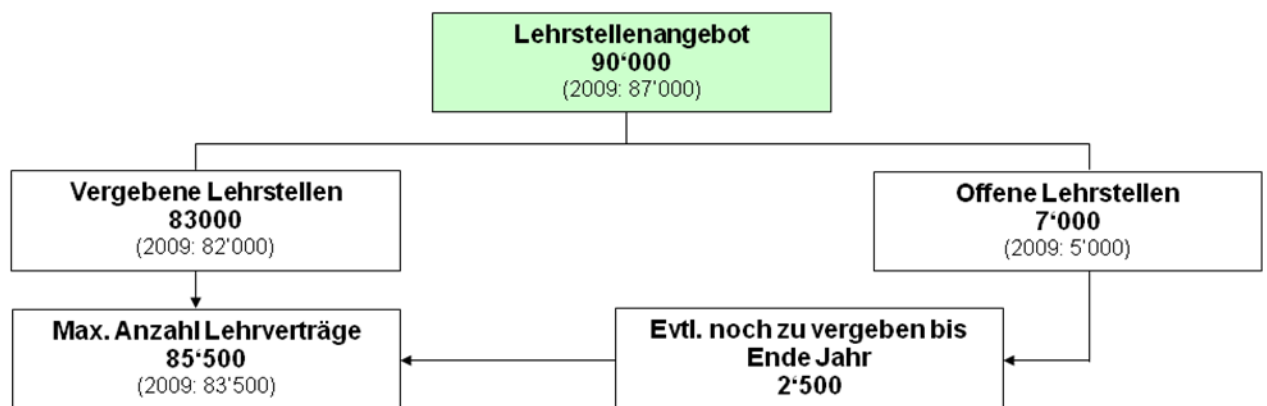 Lehrstellenangebot
90‘000
(2009: 87'000)
Vergebene Lehrstellen
83000
(2009: 82'000)
Offene Lehrstellen
7‘000
(2009: 5'000)
Max. Anzahl Lehrverträge
85‘500
(2009: 83'500)
Evtl. noch zu vergeben bis
Ende Jahr
2‘500